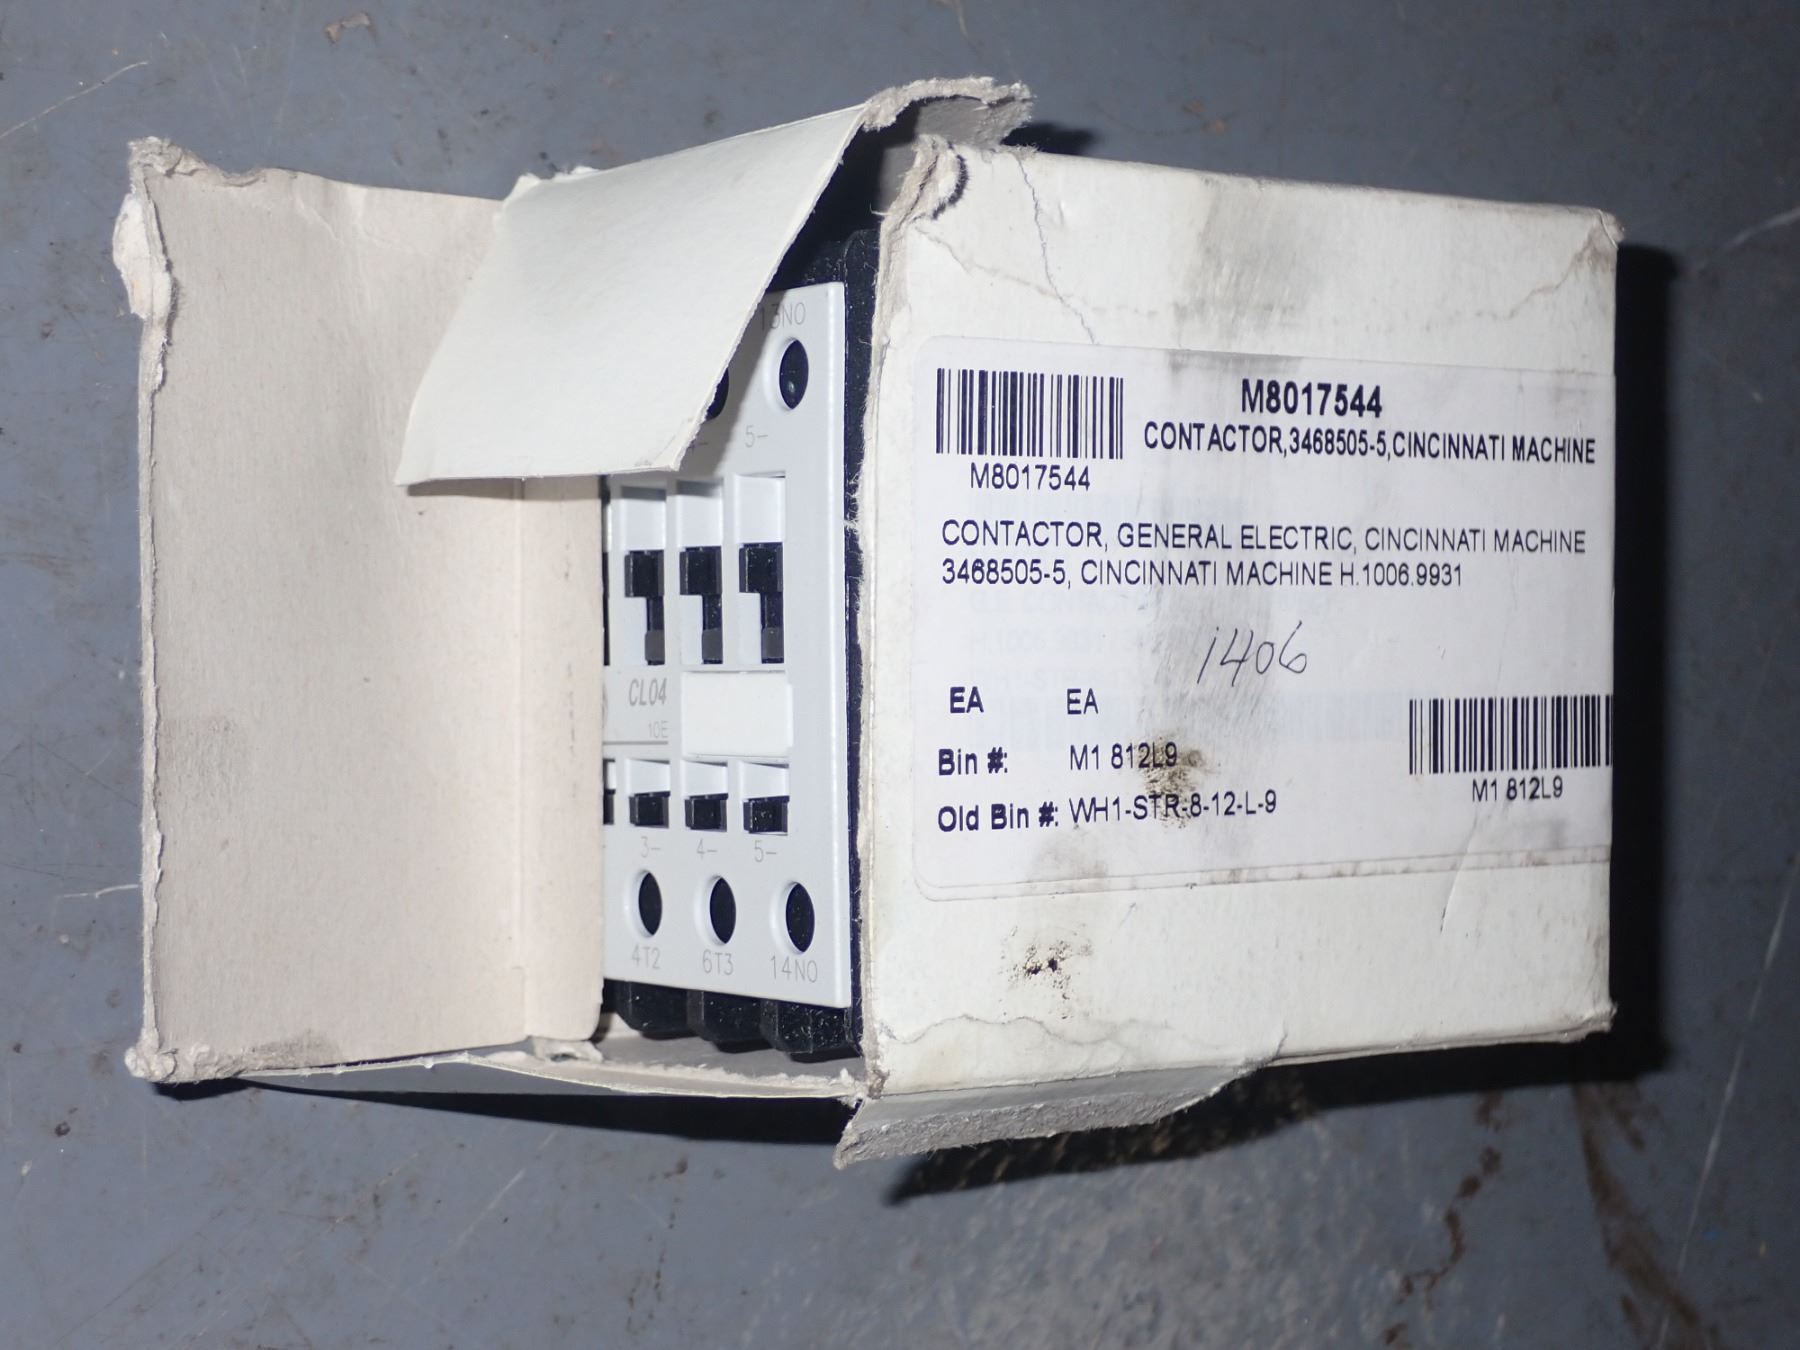 13NO
4-
5-
CL04
10E
3-
4-
5-
4T2
6T3
14NO
M8017544
CONTACTOR,3468505-5,CINCINNATI MACHINE
M8017544
CONTACTOR, GENERAL ELECTRIC, CINCINNATI MACHINE
3468505-5, CINCINNATI MACHINE H.1006.9931
1406
EA EA
Bin #: M1 812L9
M1 812L9
Old Bin #: WH1-STR-8-12-L-9